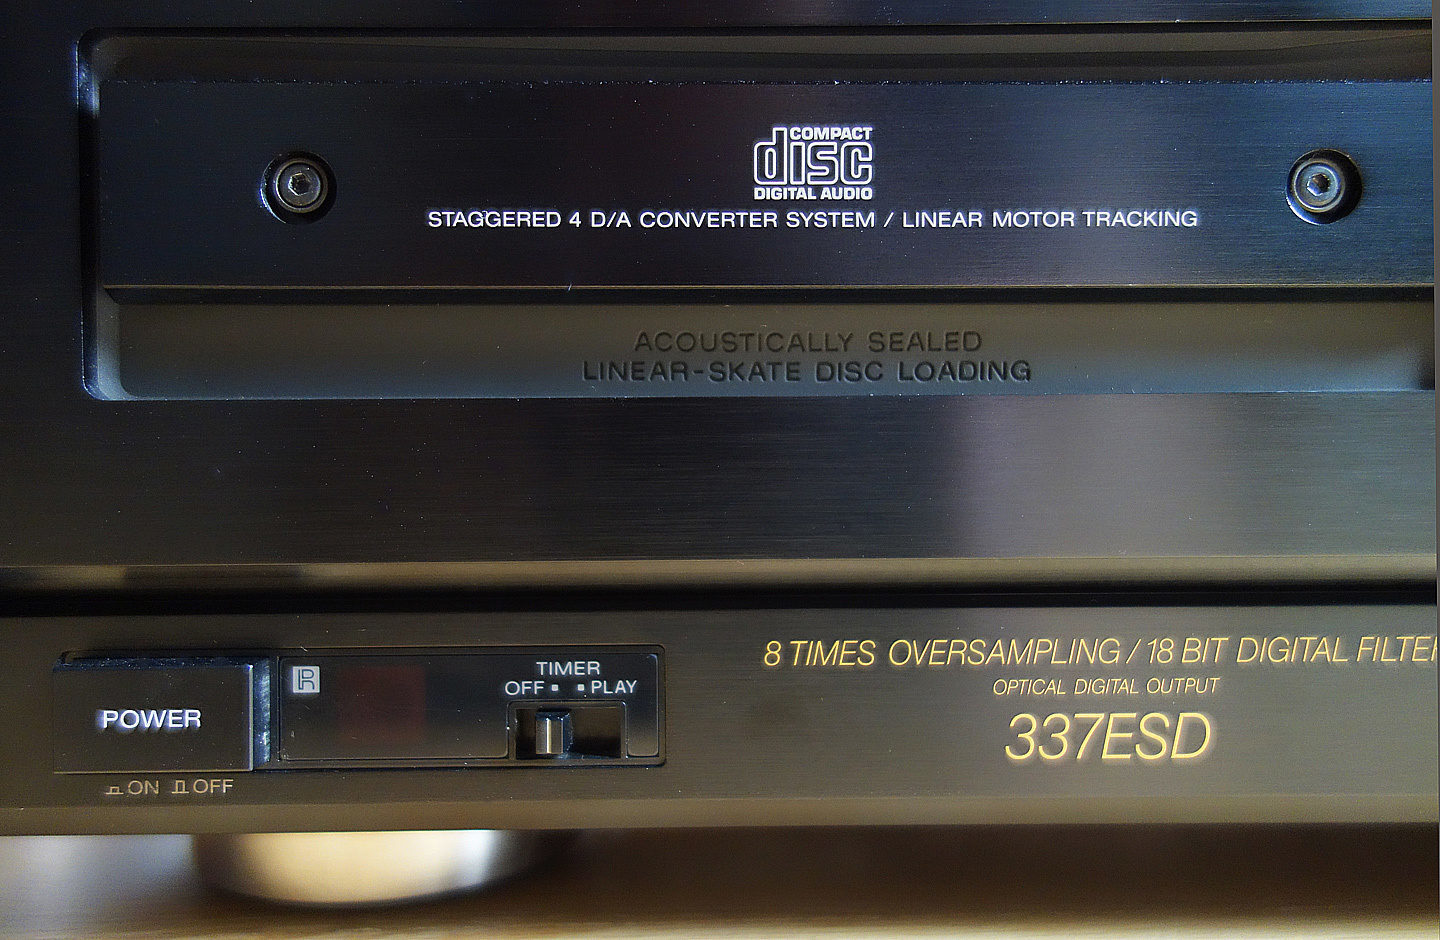 COMPACT
disc
DIGITAL AUDIO
STAGGERED 4 D/A CONVERTER SYSTEM / LINEAR MOTOR TRACKING
ACOUSTICALLY SEALED
LINEAR-SKATE DISC LOADING
8 TIMES OVERSAMPLING / 18 BIT DIGITAL FILTER
OPTICAL DIGITAL OUTPUT
337ESD
R
TIMER
OFF PLAY
POWER
ON OFF